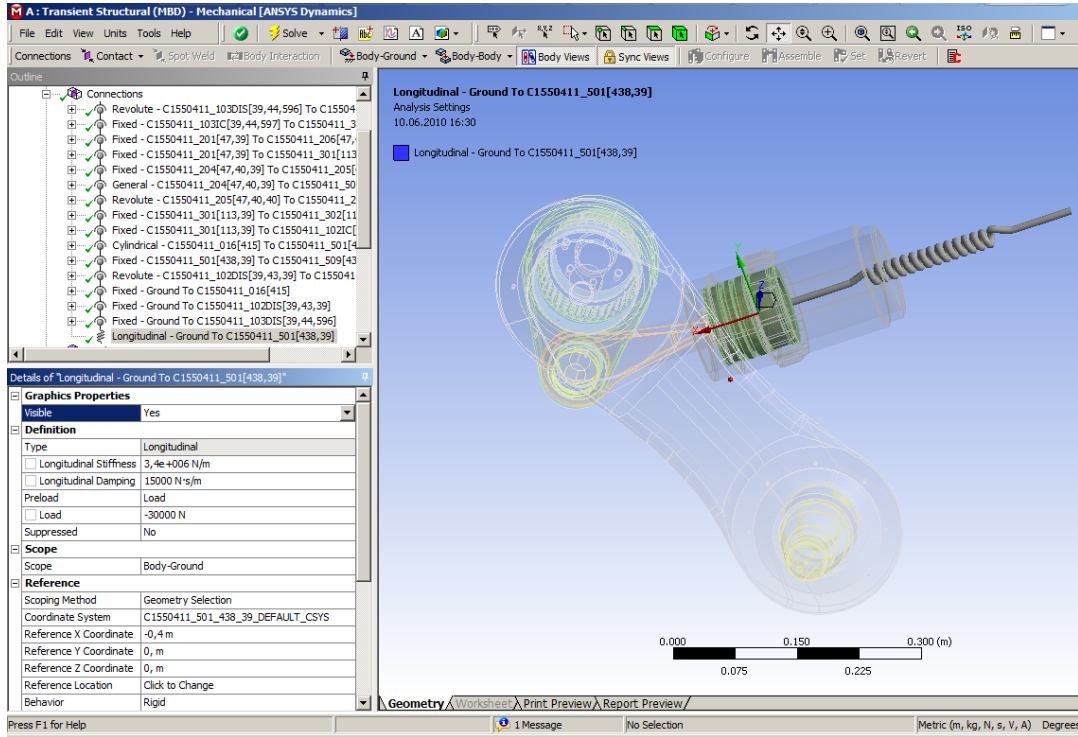 A : Transient Structural (MBD) - Mechanical [ANSYS Dynamics]
File Edit View Units Tools Help Solve
Connections Contact Spot Weld Body Interaction Body-Ground Body-Body Body Views Sync Views Configure Assemble Set Revert
Outline
Connections
Revolute - C1550411_103DIS[39,44,596] To C15504
Fixed - C1550411_103IC[39,44,597] To C1550411_3
Fixed - C1550411_201[47,39] To C1550411_206[47,
Fixed - C1550411_201[47,39] To C1550411_301[113
Fixed - C1550411_204[47,40,39] To C1550411_205[
General - C1550411_204[47,40,39] To C1550411_50
Revolute - C1550411_205[47,40,40] To C1550411_2
Fixed - C1550411_301[113,39] To C1550411_302[11
Fixed - C1550411_301[113,39] To C1550411_102IC[
Cylindrical - C1550411_016[415] To C1550411_501[4
Fixed - C1550411_501[438,39] To C1550411_509[43
Revolute - C1550411_102DIS[39,43,39] To C155041
Fixed - Ground To C1550411_016[415]
Fixed - Ground To C1550411_102DIS[39,43,39]
Fixed - Ground To C1550411_103DIS[39,44,596]
Longitudinal - Ground To C1550411_501[438,39]
Details of "Longitudinal - Ground To C1550411_501[438,39]"
Graphics Properties
Visible Yes
Definition
Type Longitudinal
Longitudinal Stiffness 3,4e+006 N/m
Longitudinal Damping 15000 N·s/m
Preload Load
Load -30000 N
Suppressed No
Scope
Scope Body-Ground
Reference
Scoping Method Geometry Selection
Coordinate System C1550411_501_438_39_DEFAULT_CSYS
Reference X Coordinate -0,4 m
Reference Y Coordinate 0, m
Reference Z Coordinate 0, m
Reference Location Click to Change
Behavior Rigid
Longitudinal - Ground To C1550411_501[438,39]
Analysis Settings
10.06.2010 16:30
Longitudinal - Ground To C1550411_501[438,39]
Y
Z
X
0.000 0.150 0.300 (m)
0.075 0.225
Geometry Worksheet Print Preview Report Preview
Press F1 for Help 1 Message No Selection Metric (m, kg, N, s, V, A) Degrees